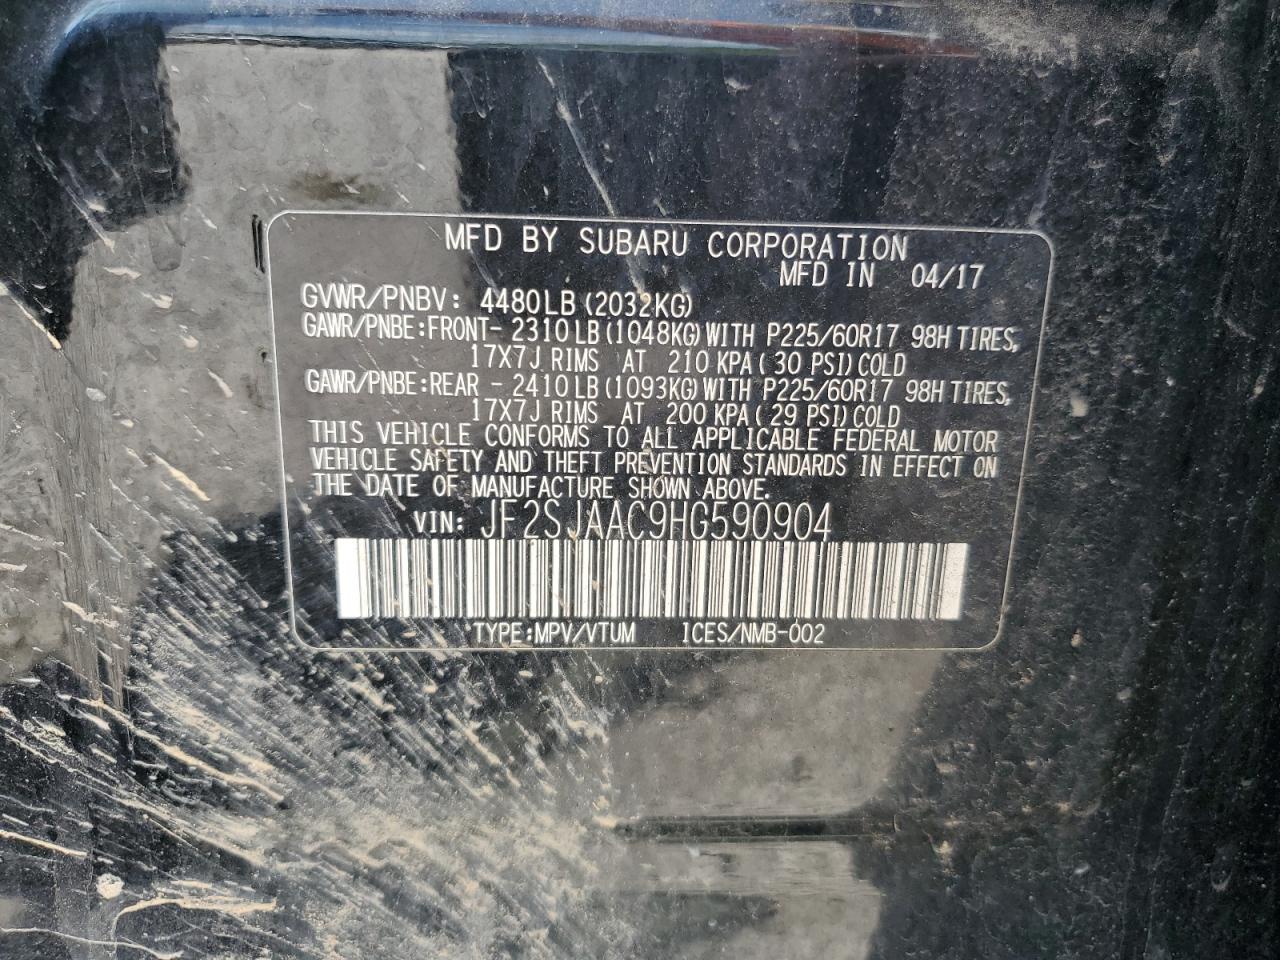 MFD BY SUBARU CORPORATION
MFD IN 04/17
GVWR/PNBV: 4480LB(2032KG)
GAWR/PNBE:FRONT- 2310LB(1048KG)WITH P225/60R17 98H TIRES,
17X7J RIMS AT 210 KPA(30 PSI)COLD
GAWR/PNBE:REAR - 2410LB(1093KG)WITH P225/60R17 98H TIRES,
17X7J RIMS AT 200 KPA(29 PSI)COLD
THIS VEHICLE CONFORMS TO ALL APPLICABLE FEDERAL MOTOR
VEHICLE SAFETY AND THEFT PREVENTION STANDARDS IN EFFECT ON
THE DATE OF MANUFACTURE SHOWN ABOVE.
VIN: JF2SJAAC9HG590904
TYPE:MPV/VTUM ICES/NMB-002